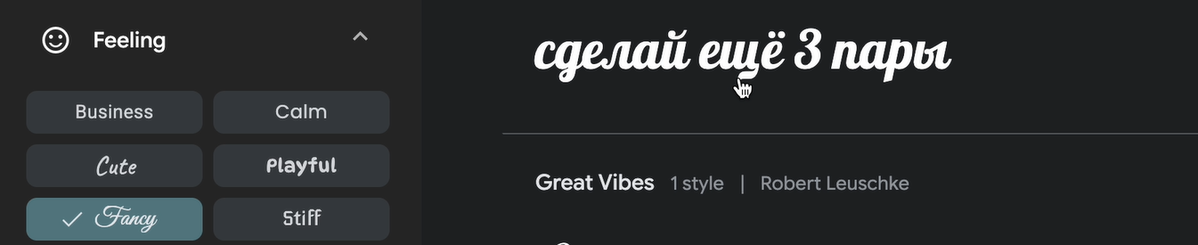 Feeling
Business
Calm
Cute
Playful
Fancy
Stiff
сделай ещё 3 пары
Great Vibes 1 style | Robert Leuschke